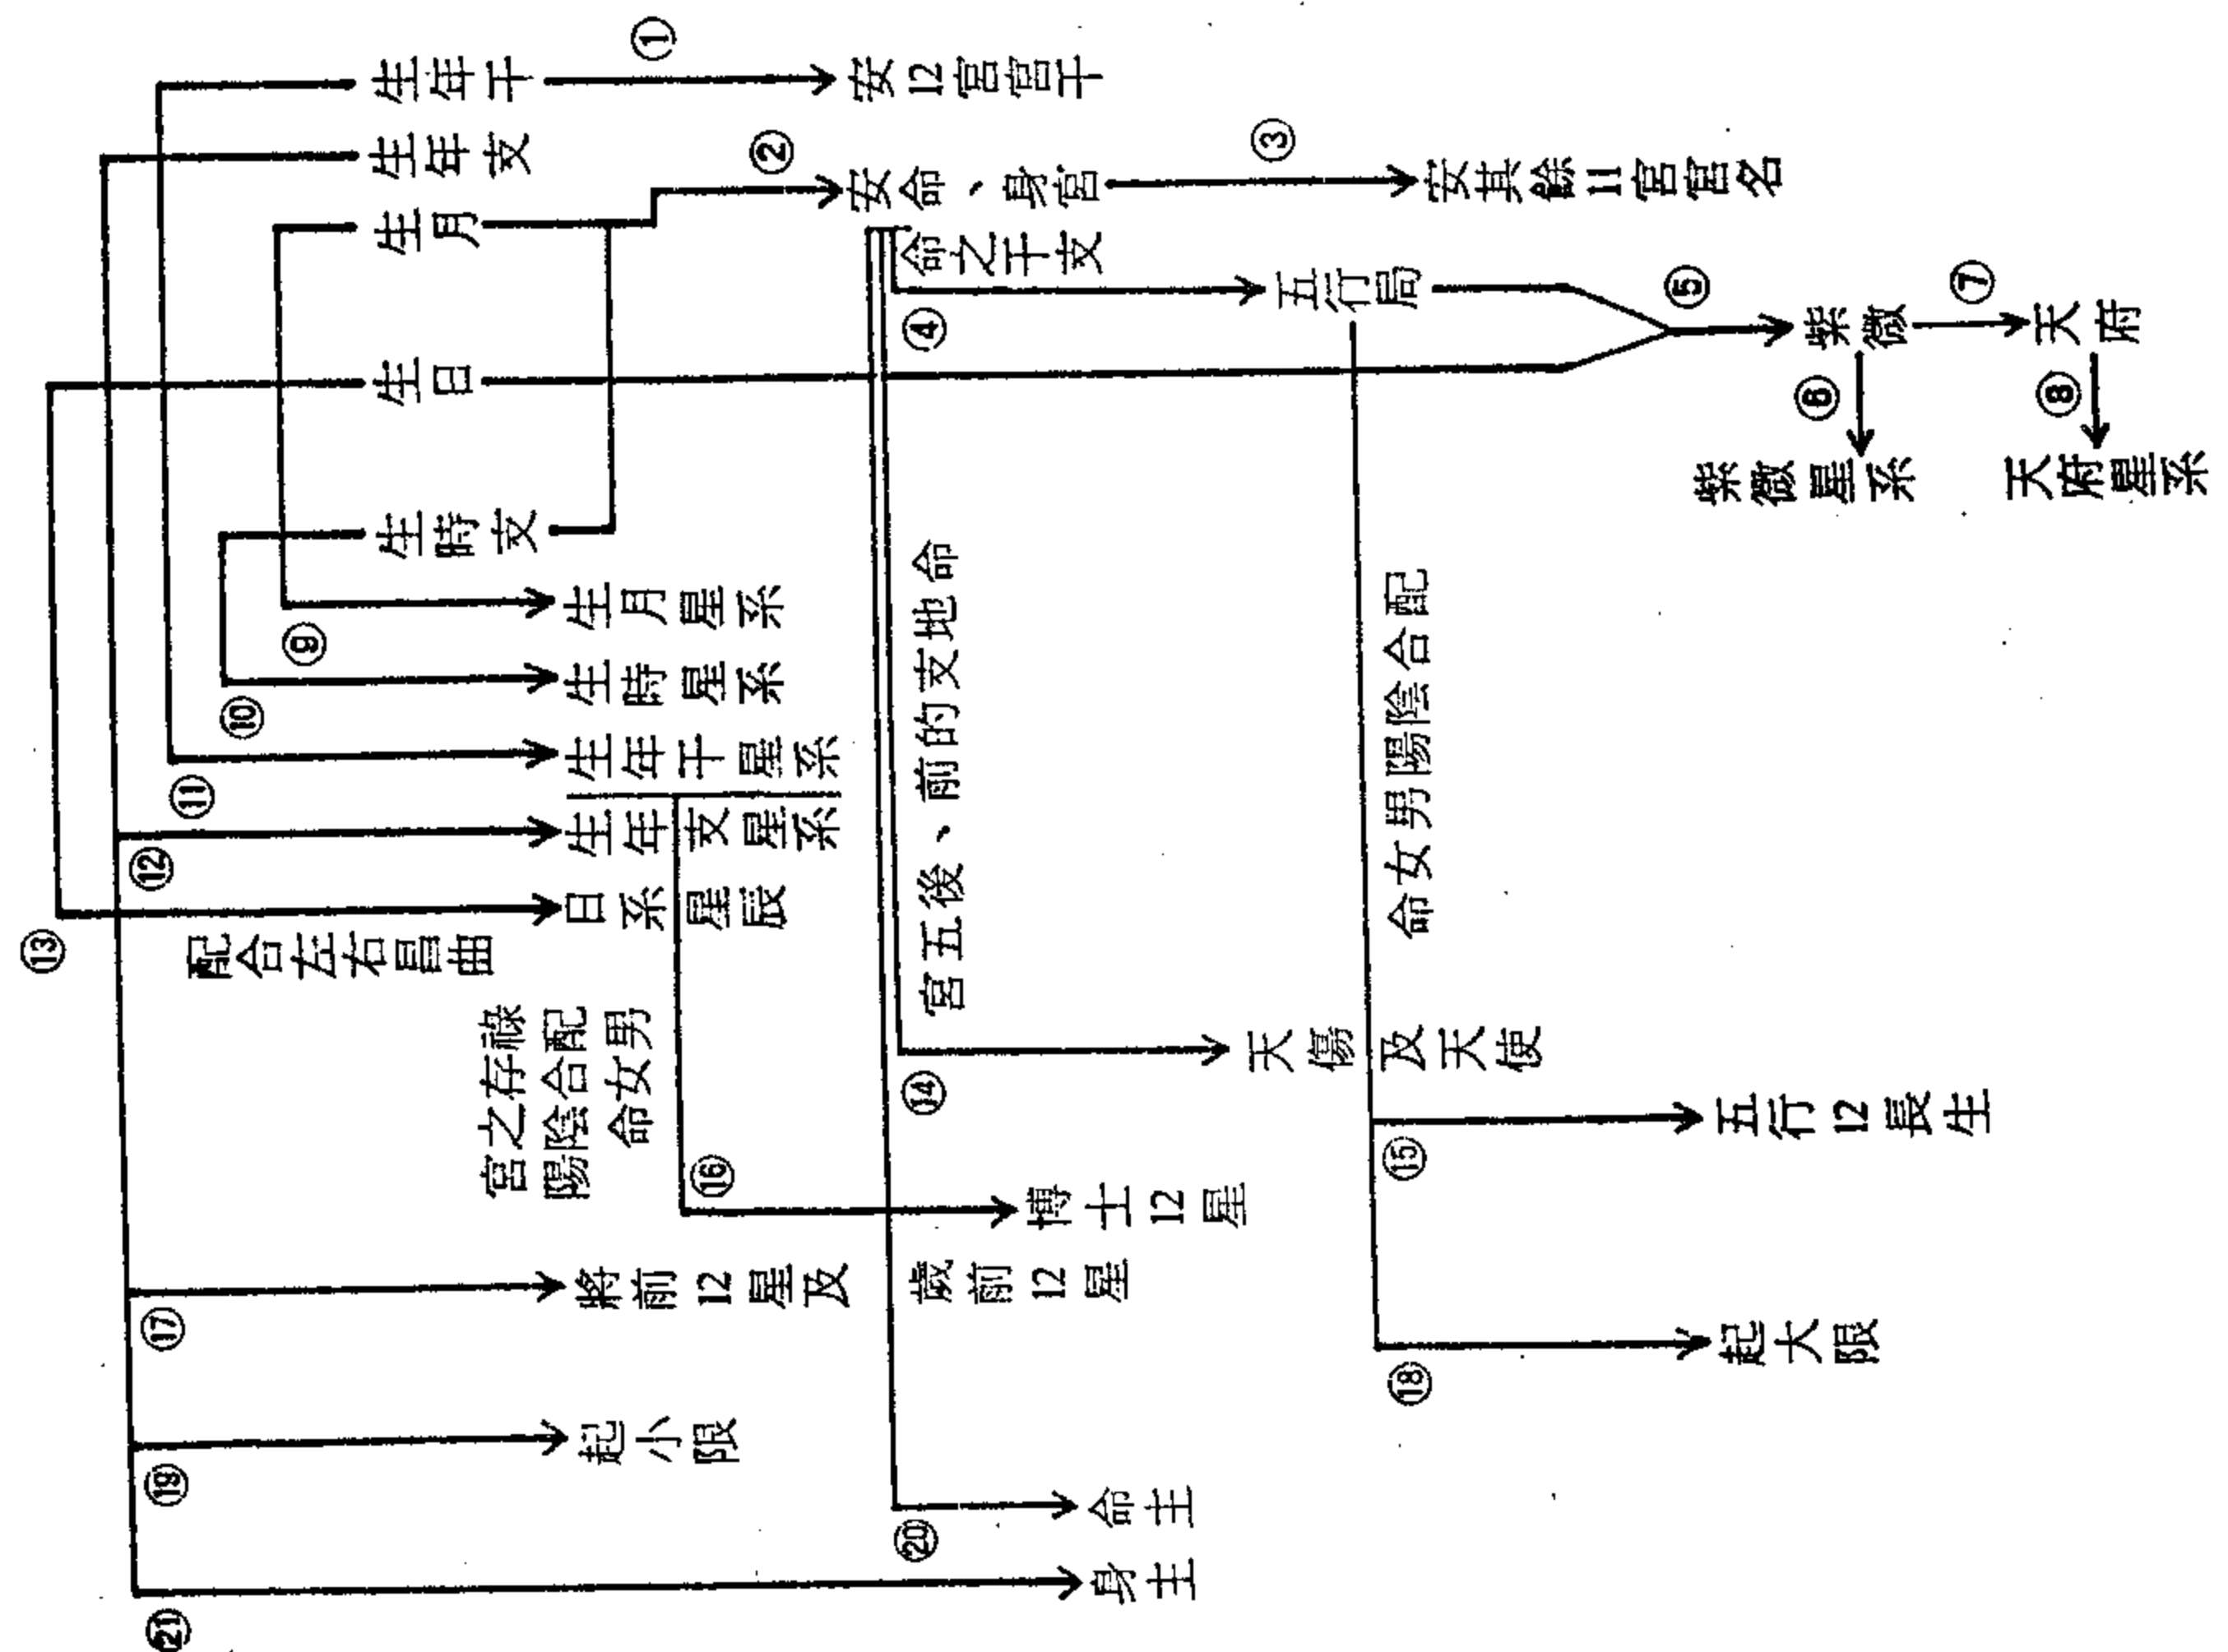 ①
生年干
安12宮宮干
生年支
②
③
生月
安命、身宮
安其餘11宮宮名
命之干支
④
五行局
⑤
⑦
生日
紫微
天府
⑥
⑧
紫微星系
天府星系
生時支
⑨
生月星系
⑩
生時星系
⑪
生年干星系
⑫
生年支星系
⑬
日系星辰
配合左右昌曲
命地支的前、後五宮
配合陰陽男女命
祿存之宮
配合陰陽
男女命
⑭
天傷及天使
⑮
五行12長生
⑯
博士12星
⑰
將前12星及歲前12星
⑱
起大限
⑲
起小限
⑳
命主
㉑
身主